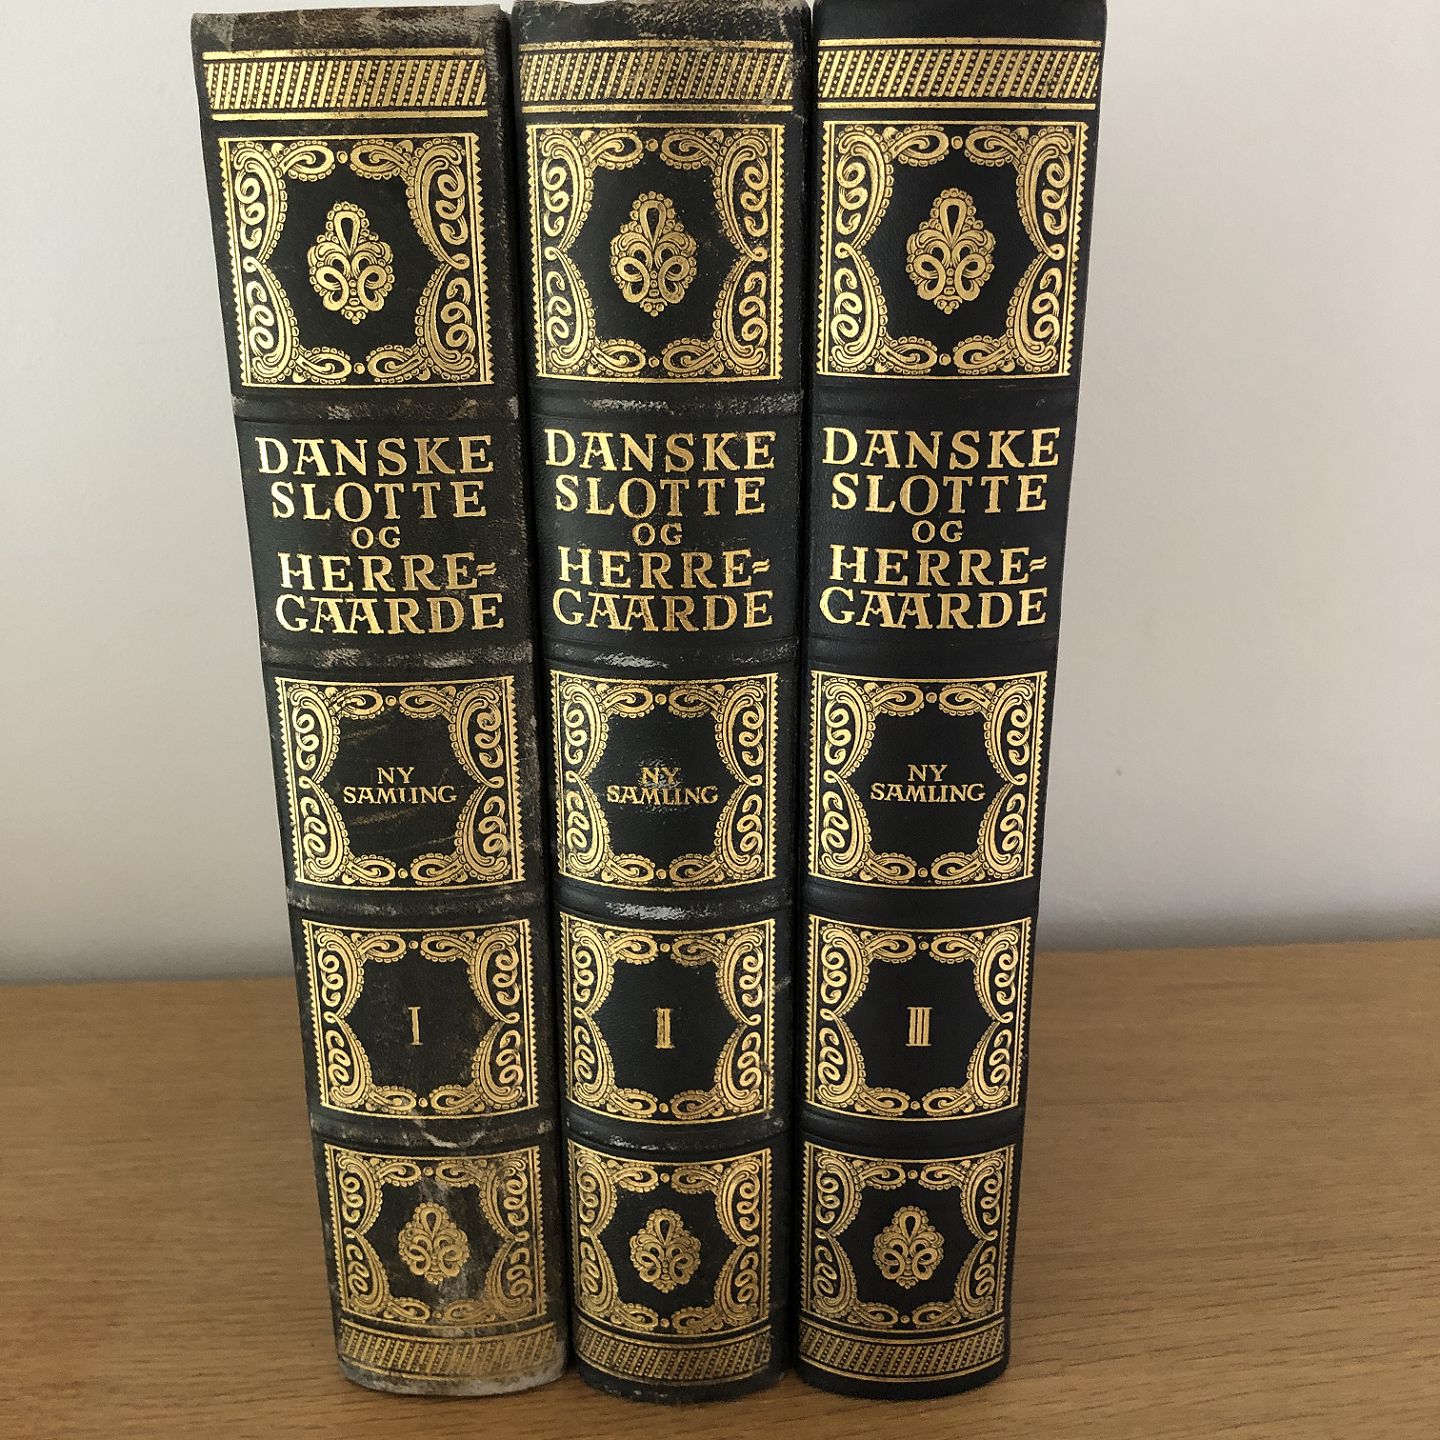 DANSKE
SLOTTE
OG
HERRE=
GAARDE
NY
SAMLING
I
DANSKE
SLOTTE
OG
HERRE=
GAARDE
NY
SAMLING
II
DANSKE
SLOTTE
OG
HERRE=
GAARDE
NY
SAMLING
III